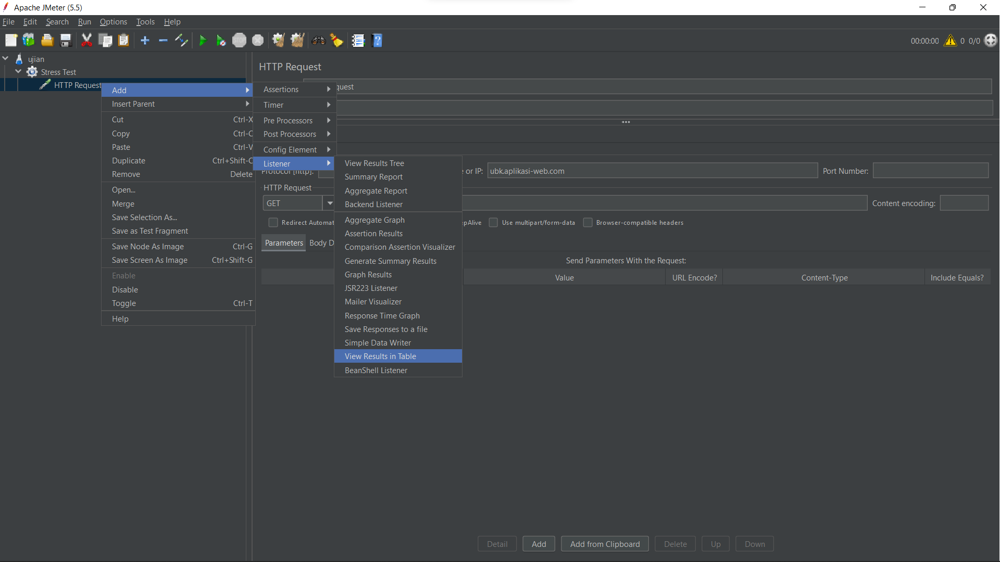 Apache JMeter (5.5)
File Edit Search Run Options Tools Help
00:00:00 0 0/0
ujian
Stress Test
HTTP Request
Add
Insert Parent
Cut Ctrl-X
Copy Ctrl-C
Paste Ctrl-V
Duplicate Ctrl+Shift-C
Remove Delete
Open...
Merge
Save Selection As...
Save as Test Fragment
Save Node As Image Ctrl-G
Save Screen As Image Ctrl+Shift-G
Enable
Disable
Toggle Ctrl-T
Help
Assertions
Timer
Pre Processors
Post Processors
Config Element
Listener
View Results Tree
Summary Report
Aggregate Report
Backend Listener
Aggregate Graph
Assertion Results
Comparison Assertion Visualizer
Generate Summary Results
Graph Results
JSR223 Listener
Mailer Visualizer
Response Time Graph
Save Responses to a file
Simple Data Writer
View Results in Table
BeanShell Listener
HTTP Request
quest
Protocol [http]: or IP: ubk.aplikasi-web.com Port Number:
HTTP Request
GET Content encoding:
Redirect Automat pAlive Use multipart/form-data Browser-compatible headers
Parameters Body D
Send Parameters With the Request:
Value URL Encode? Content-Type Include Equals?
Detail Add Add from Clipboard Delete Up Down